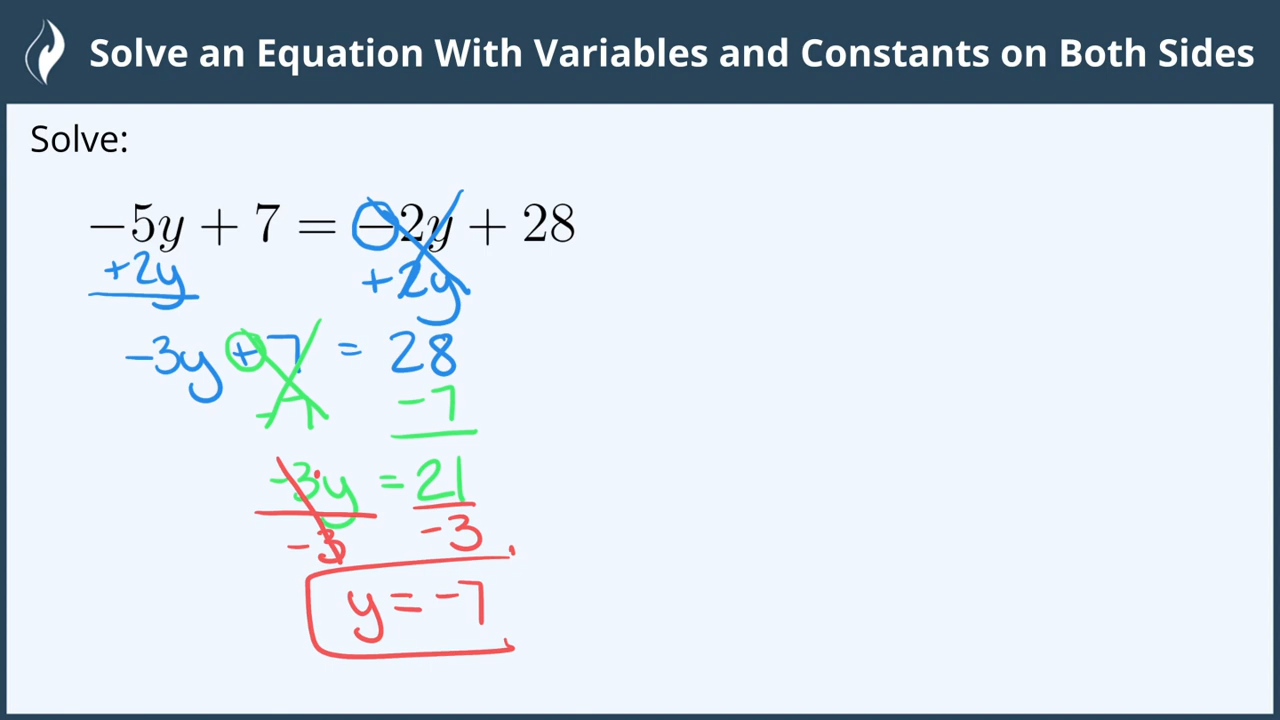 Solve an Equation With Variables and Constants on Both Sides
Solve:
−5y + 7 = −2y + 28
+2y +2y
-3y + 7 = 28
-7 -7
-3y = 21
-3 -3
y = -7